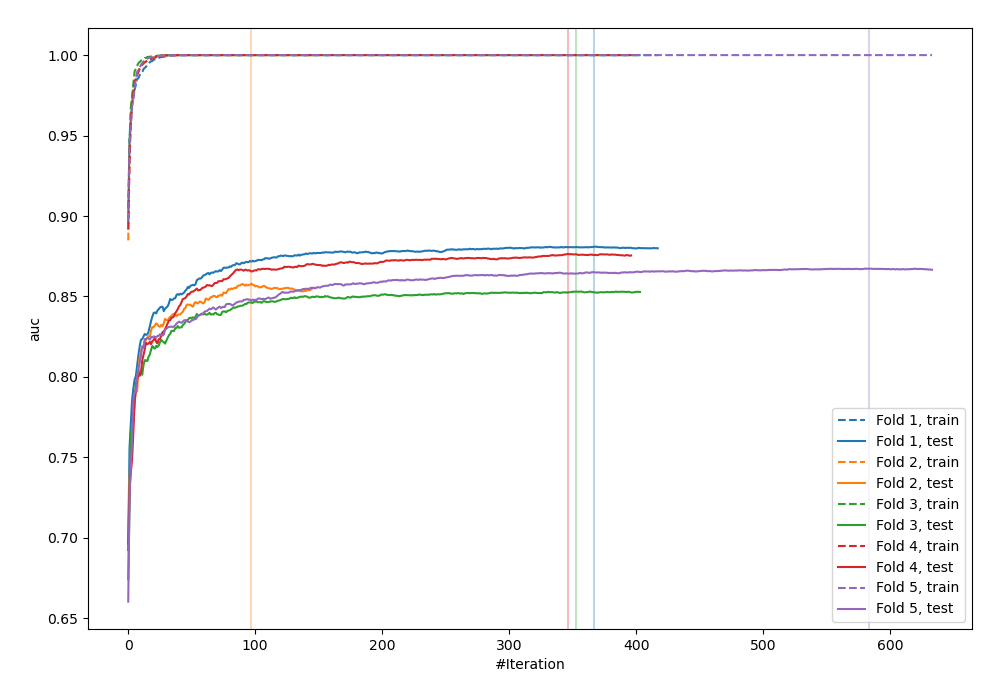 1.00
0.95
0.90
0.85
0.80
0.75
0.70
0.65
auc
0
100
200
300
400
500
600
#Iteration
Fold 1, train
Fold 1, test
Fold 2, train
Fold 2, test
Fold 3, train
Fold 3, test
Fold 4, train
Fold 4, test
Fold 5, train
Fold 5, test